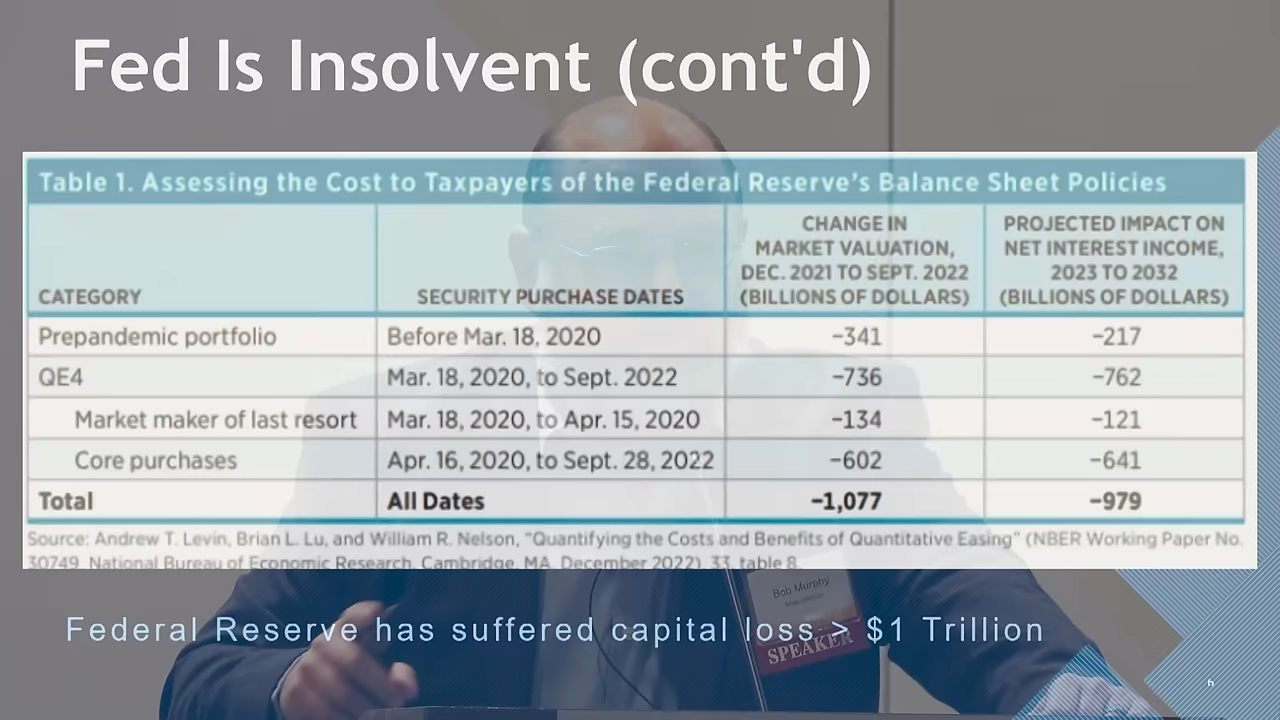 Fed Is Insolvent (cont'd)
Table 1. Assessing the Cost to Taxpayers of the Federal Reserve's Balance Sheet Policies
CATEGORY
SECURITY PURCHASE DATES
CHANGE IN
MARKET VALUATION,
DEC. 2021 TO SEPT. 2022
(BILLIONS OF DOLLARS)
PROJECTED IMPACT ON
NET INTEREST INCOME,
2023 TO 2032
(BILLIONS OF DOLLARS)
Prepandemic portfolio Before Mar. 18, 2020 −341 −217
QE4 Mar. 18, 2020, to Sept. 2022 −736 −762
Market maker of last resort Mar. 18, 2020, to Apr. 15, 2020 −134 −121
Core purchases Apr. 16, 2020, to Sept. 28, 2022 −602 −641
Total All Dates −1,077 −979
Source: Andrew T. Levin, Brian L. Lu, and William R. Nelson, "Quantifying the Costs and Benefits of Quantitative Easing" (NBER Working Paper No.
30749, National Bureau of Economic Research, Cambridge, MA, December 2022), 33, table 8.
Bob Murphy
Federal Reserve has suffered capital loss > $1 Trillion
SPEAKER
6